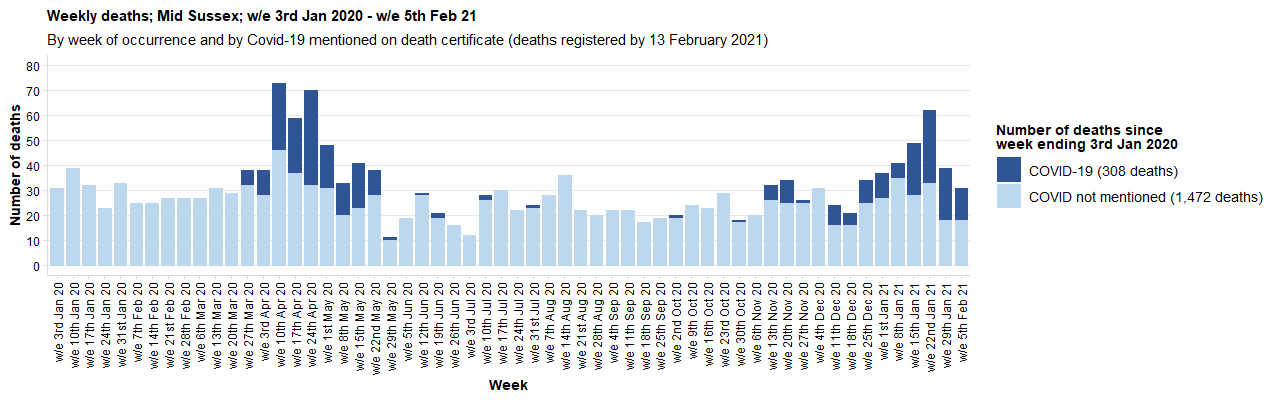 Weekly deaths; Mid Sussex; w/e 3rd Jan 2020 - w/e 5th Feb 21
By week of occurrence and by Covid-19 mentioned on death certificate (deaths registered by 13 February 2021)
Number of deaths
80
70
60
50
40
30
20
10
0
w/e 3rd Jan 20
w/e 10th Jan 20
w/e 17th Jan 20
w/e 24th Jan 20
w/e 31st Jan 20
w/e 7th Feb 20
w/e 14th Feb 20
w/e 21st Feb 20
w/e 28th Feb 20
w/e 6th Mar 20
w/e 13th Mar 20
w/e 20th Mar 20
w/e 27th Mar 20
w/e 3rd Apr 20
w/e 10th Apr 20
w/e 17th Apr 20
w/e 24th Apr 20
w/e 1st May 20
w/e 8th May 20
w/e 15th May 20
w/e 22nd May 20
w/e 29th May 20
w/e 5th Jun 20
w/e 12th Jun 20
w/e 19th Jun 20
w/e 26th Jun 20
w/e 3rd Jul 20
w/e 10th Jul 20
w/e 17th Jul 20
w/e 24th Jul 20
w/e 31st Jul 20
w/e 7th Aug 20
w/e 14th Aug 20
w/e 21st Aug 20
w/e 28th Aug 20
w/e 4th Sep 20
w/e 11th Sep 20
w/e 18th Sep 20
w/e 25th Sep 20
w/e 2nd Oct 20
w/e 9th Oct 20
w/e 16th Oct 20
w/e 23rd Oct 20
w/e 30th Oct 20
w/e 6th Nov 20
w/e 13th Nov 20
w/e 20th Nov 20
w/e 27th Nov 20
w/e 4th Dec 20
w/e 11th Dec 20
w/e 18th Dec 20
w/e 25th Dec 20
w/e 1st Jan 21
w/e 8th Jan 21
w/e 15th Jan 21
w/e 22nd Jan 21
w/e 29th Jan 21
w/e 5th Feb 21
Week
Number of deaths since
week ending 3rd Jan 2020
COVID-19 (308 deaths)
COVID not mentioned (1,472 deaths)